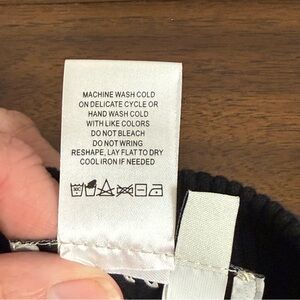 MACHINE WASH COLD
ON DELICATE CYCLE OR
HAND WASH COLD
WITH LIKE COLORS
DO NOT BLEACH
DO NOT WRING
RESHAPE, LAY FLAT TO DRY
COOL IRON IF NEEDED